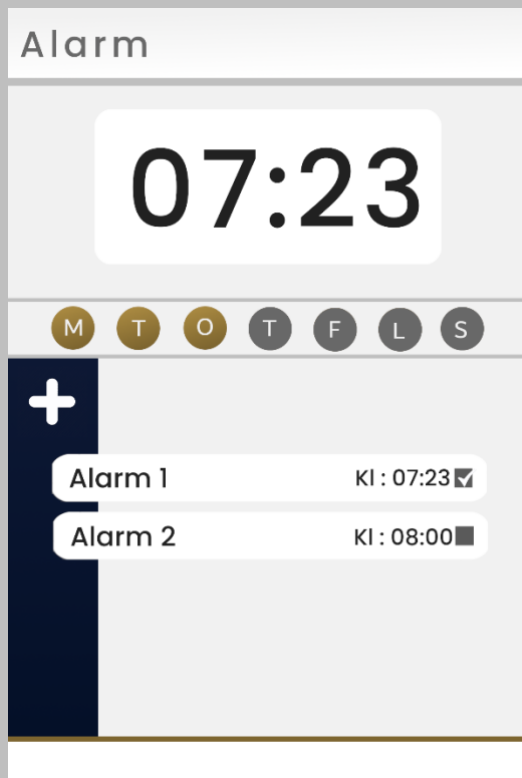 Alarm
07:23
M T O T F L S
Alarm 1 Kl : 07:23
Alarm 2 Kl : 08:00